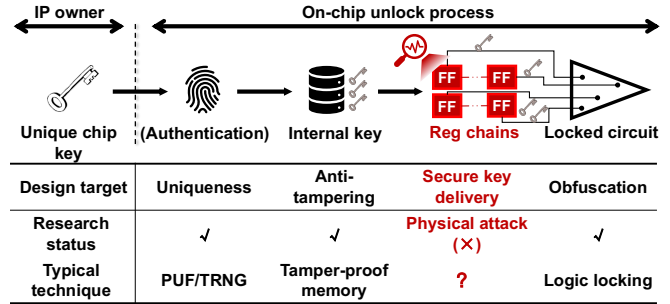 IP owner
On-chip unlock process
Unique chip
key
(Authentication)
Internal key
FF
FF
FF
FF
Reg chains
Locked circuit
Design target
Uniqueness
Anti-
tampering
Secure key
delivery
Obfuscation
Research
status
√
√
Physical attack
(×)
√
Typical
technique
PUF/TRNG
Tamper-proof
memory
?
Logic locking